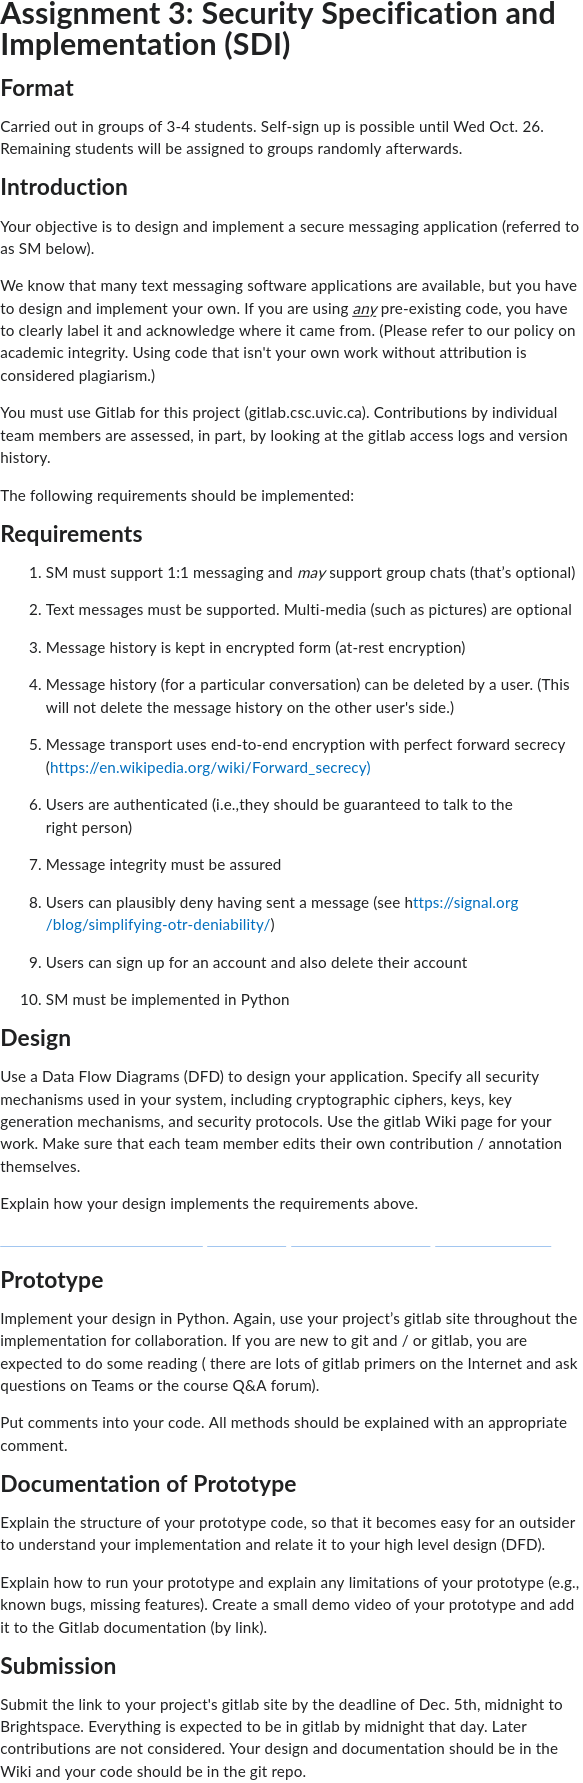 Assignment 3: Security Specification and
Implementation (SDI)
Format
Carried out in groups of 3-4 students. Self-sign up is possible until Wed Oct. 26.
Remaining students will be assigned to groups randomly afterwards.
Introduction
Your objective is to design and implement a secure messaging application (referred to
as SM below).
We know that many text messaging software applications are available, but you have
to design and implement your own. If you are using any pre-existing code, you have
to clearly label it and acknowledge where it came from. (Please refer to our policy on
academic integrity. Using code that isn't your own work without attribution is
considered plagiarism.)
You must use Gitlab for this project (gitlab.csc.uvic.ca). Contributions by individual
team members are assessed, in part, by looking at the gitlab access logs and version
history.
The following requirements should be implemented:
Requirements
1. SM must support 1:1 messaging and may support group chats (that's optional)
2. Text messages must be supported. Multi-media (such as pictures) are optional
3. Message history is kept in encrypted form (at-rest encryption)
4. Message history (for a particular conversation) can be deleted by a user. (This
will not delete the message history on the other user's side.)
5. Message transport uses end-to-end encryption with perfect forward secrecy
(https://en.wikipedia.org/wiki/Forward_secrecy)
6. Users are authenticated (i.e.,they should be guaranteed to talk to the
right person)
7. Message integrity must be assured
8. Users can plausibly deny having sent a message (see https://signal.org
/blog/simplifying-otr-deniability/)
9. Users can sign up for an account and also delete their account
10. SM must be implemented in Python
Design
Use a Data Flow Diagrams (DFD) to design your application. Specify all security
mechanisms used in your system, including cryptographic ciphers, keys, key
generation mechanisms, and security protocols. Use the gitlab Wiki page for your
work. Make sure that each team member edits their own contribution / annotation
themselves.
Explain how your design implements the requirements above.
Prototype
Implement your design in Python. Again, use your project's gitlab site throughout the
implementation for collaboration. If you are new to git and / or gitlab, you are
expected to do some reading ( there are lots of gitlab primers on the Internet and ask
questions on Teams or the course Q&A forum).
Put comments into your code. All methods should be explained with an appropriate
comment.
Documentation of Prototype
Explain the structure of your prototype code, so that it becomes easy for an outsider
to understand your implementation and relate it to your high level design (DFD).
Explain how to run your prototype and explain any limitations of your prototype (e.g.,
known bugs, missing features). Create a small demo video of your prototype and add
it to the Gitlab documentation (by link).
Submission
Submit the link to your project's gitlab site by the deadline of Dec. 5th, midnight to
Brightspace. Everything is expected to be in gitlab by midnight that day. Later
contributions are not considered. Your design and documentation should be in the
Wiki and your code should be in the git repo.